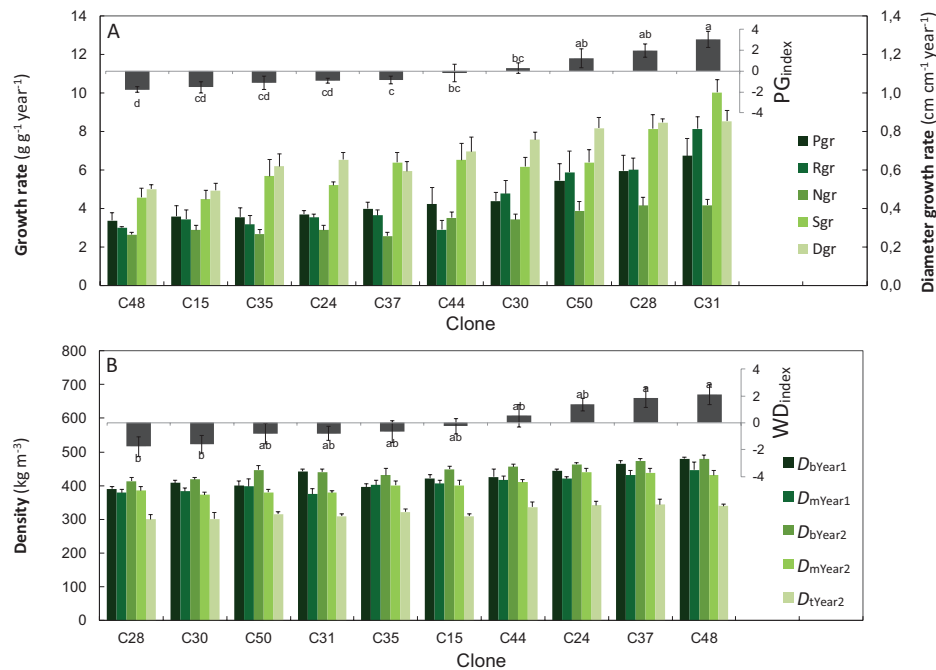 A
Growth rate (g g⁻¹ year⁻¹)
14
12
10
8
6
4
2
0
4
2
0
-2
-4
PGindex
1,4
1,2
1,0
0,8
0,6
0,4
0,2
0,0
Diameter growth rate (cm cm⁻¹ year⁻¹)
d cd cd cd c bc bc ab ab a
Pgr
Rgr
Ngr
Sgr
Dgr
C48 C15 C35 C24 C37 C44 C30 C50 C28 C31
Clone
B
Density (kg m⁻³)
800
700
600
500
400
300
200
100
0
4
2
0
-2
-4
WDindex
b b ab ab ab ab ab ab a a
DbYear1
DmYear1
DbYear2
DmYear2
DtYear2
C28 C30 C50 C31 C35 C15 C44 C24 C37 C48
Clone